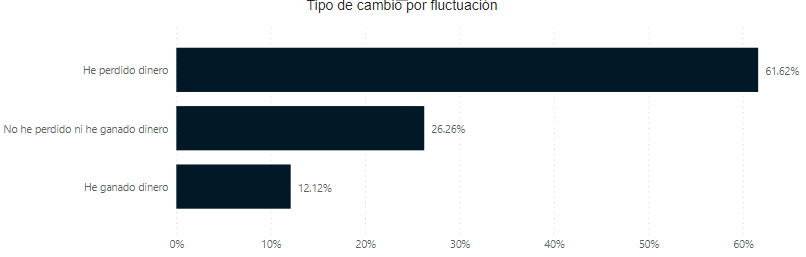 Tipo de cambio por fluctuación
He perdido dinero
61.62%
No he perdido ni he ganado dinero
26.26%
He ganado dinero
12.12%
0% 10% 20% 30% 40% 50% 60%